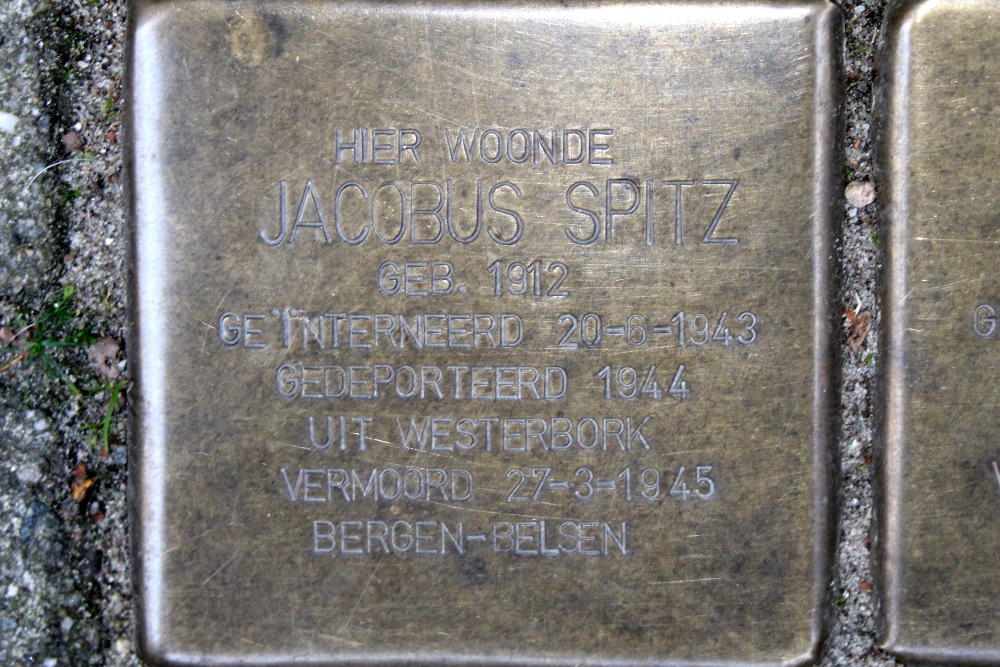 HIER WOONDE
JACOBUS SPITZ
GEB. 1912
GEÏNTERNEERD 20-6-1943
GEDEPORTEERD 1944
UIT WESTERBORK
VERMOORD 27-3-1945
BERGEN-BELSEN